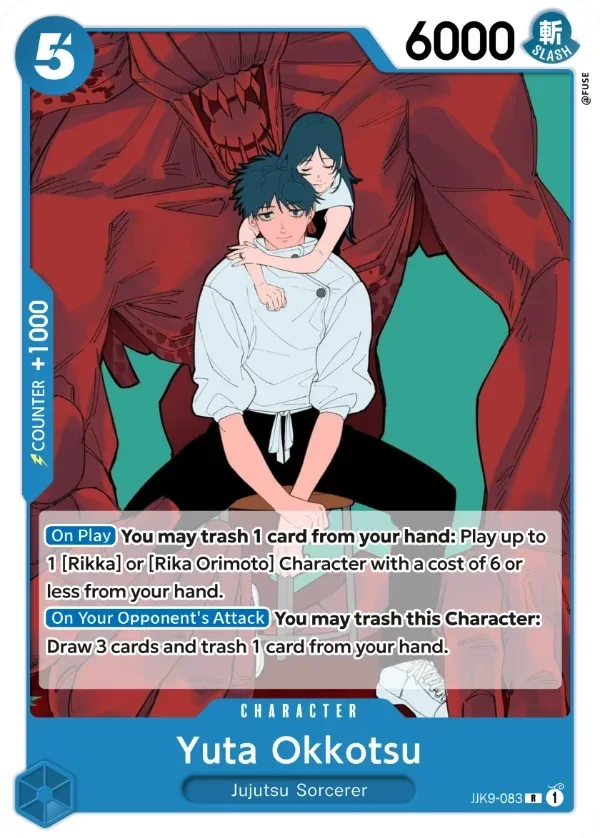 5
6000
斬
SLASH
@FUSE
COUNTER +1000
On Play You may trash 1 card from your hand: Play up to
1 [Rikka] or [Rika Orimoto] Character with a cost of 6 or
less from your hand.
On Your Opponent's Attack You may trash this Character:
Draw 3 cards and trash 1 card from your hand.
CHARACTER
Yuta Okkotsu
Jujutsu Sorcerer
JJK9-083 R 1